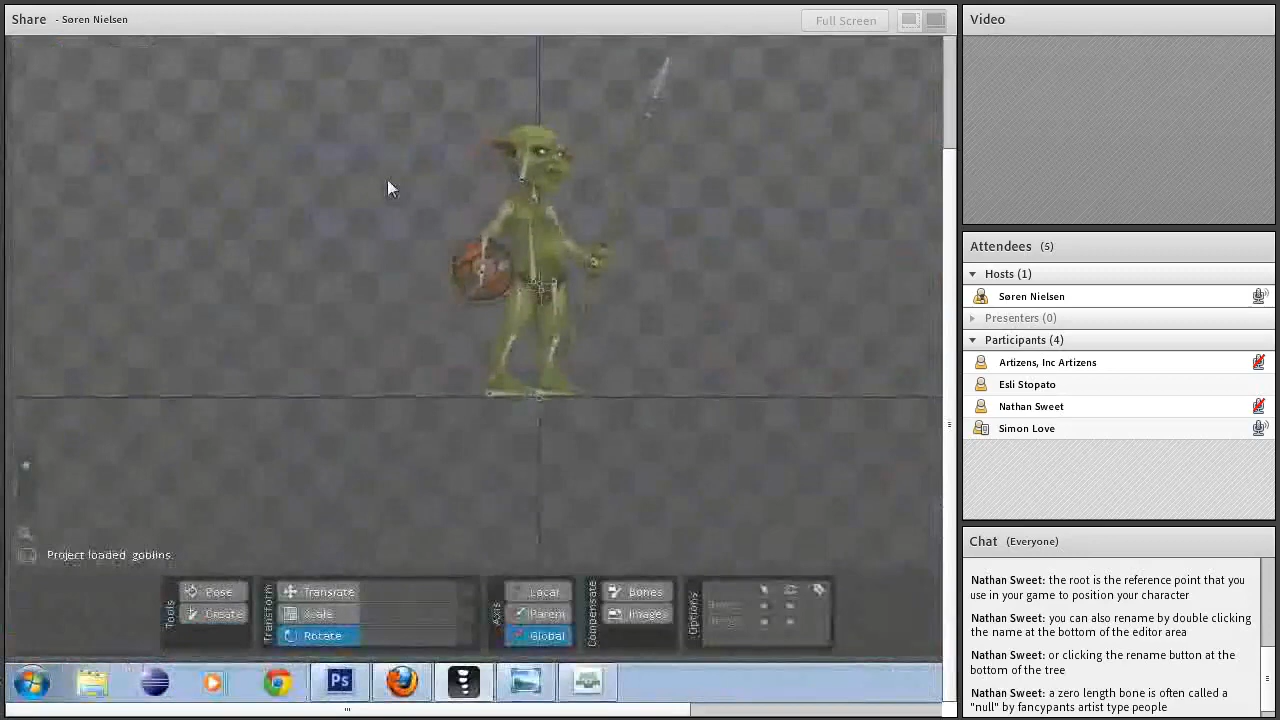 Share - Søren Nielsen
Full Screen
Video
Attendees (5)
Hosts (1)
Søren Nielsen
Presenters (0)
Participants (4)
Artizens, Inc Artizens
Esli Stopato
Nathan Sweet
Simon Love
Chat (Everyone)
Nathan Sweet: the root is the reference point that you
use in your game to position your character
Nathan Sweet: you can also rename by double clicking
the name at the bottom of the editor area
Nathan Sweet: or clicking the rename button at the
bottom of the tree
Nathan Sweet: a zero length bone is often called a
"null" by fancypants artist type people
Project loaded goblins.
Tools
Pose
Create
Transform
Translate
Scale
Rotate
Axis
Local
Parent
Global
Compensate
Bones
Images
Options
Ps